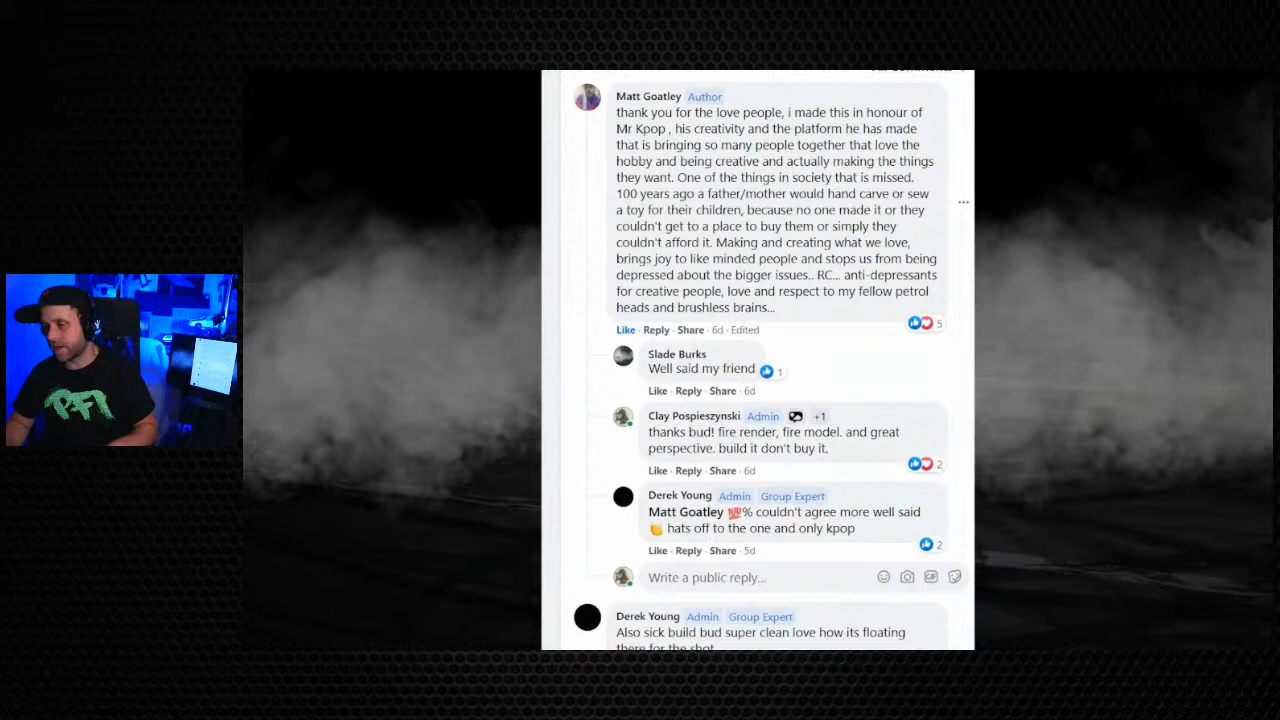 Matt Goatley Author
thank you for the love people, i made this in honour of
Mr Kpop , his creativity and the platform he has made
that is bringing so many people together that love the
hobby and being creative and actually making the things
they want. One of the things in society that is missed.
100 years ago a father/mother would hand carve or sew
a toy for their children, because no one made it or they
couldn't get to a place to buy them or simply they
couldn't afford it. Making and creating what we love,
brings joy to like minded people and stops us from being
depressed about the bigger issues.. RC... anti-depressants
for creative people, love and respect to my fellow petrol
heads and brushless brains...
Like · Reply · Share · 6d · Edited
5
Slade Burks
Well said my friend
1
Like · Reply · Share · 6d
Clay Pospieszynski Admin +1
thanks bud! fire render, fire model. and great
perspective. build it don't buy it.
2
Like · Reply · Share · 6d
Derek Young Admin Group Expert
Matt Goatley 💯% couldn't agree more well said
👏 hats off to the one and only kpop
2
Like · Reply · Share · 5d
Write a public reply...
GIF
Derek Young Admin Group Expert
Also sick build bud super clean love how its floating
there for the shot
PFI